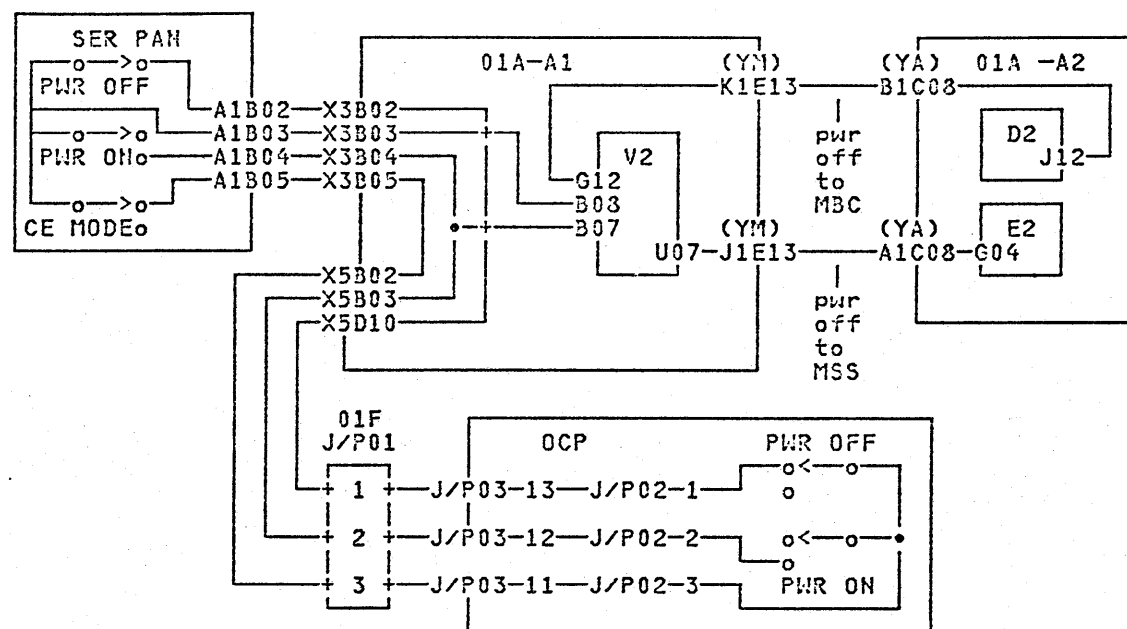 SER PAN
01A-A1
(YM)
(YA)
01A -A2
PWR OFF
K1E13
B1C08
A1B02
X3B02
A1B03
X3B03
PWR ON
A1B04
X3B04
V2
pwr
off
to
MBC
D2
J12
A1B05
X3B05
G12
B08
CE MODE
B07
(YM)
(YA)
E2
U07
J1E13
A1C08
G04
X5B02
X5B03
X5D10
pwr
off
to
MSS
01F
J/P01
OCP
PWR OFF
1
J/P03-13
J/P02-1
2
J/P03-12
J/P02-2
3
J/P03-11
J/P02-3
PWR ON